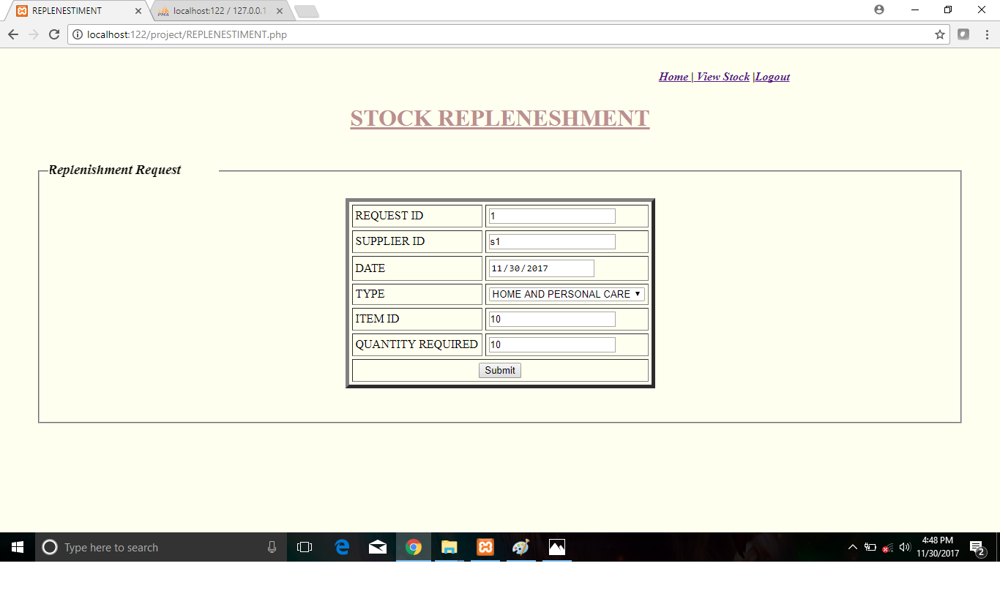 REPLENESTIMENT
localhost:122 / 127.0.0.1
localhost:122/project/REPLENESTIMENT.php
Home | View Stock |Logout
STOCK REPLENESHMENT
Replenishment Request
REQUEST ID 1
SUPPLIER ID s1
DATE 11/30/2017
TYPE HOME AND PERSONAL CARE
ITEM ID 10
QUANTITY REQUIRED 10
Submit
Type here to search
4:48 PM
11/30/2017
2